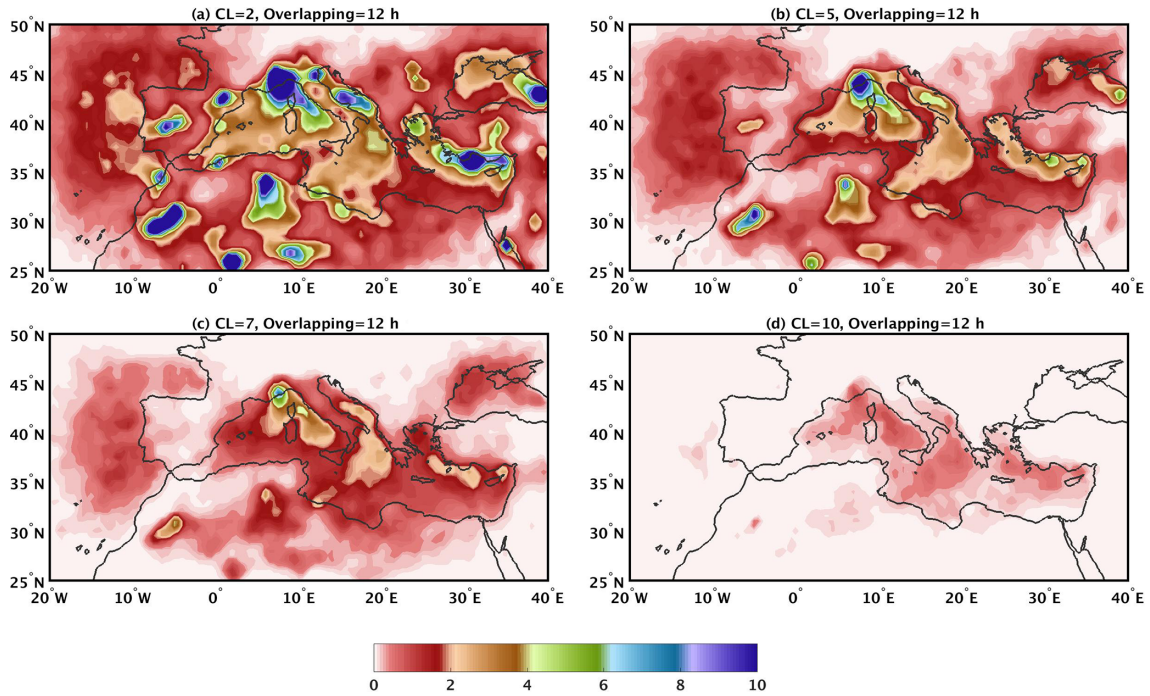 (a) CL=2, Overlapping=12 h
(b) CL=5, Overlapping=12 h
50°N
45°N
40°N
35°N
30°N
25°N
20°W 10°W 0° 10°E 20°E 30°E 40°E
50°N
45°N
40°N
35°N
30°N
25°N
20°W 10°W 0° 10°E 20°E 30°E 40°E
(c) CL=7, Overlapping=12 h
(d) CL=10, Overlapping=12 h
50°N
45°N
40°N
35°N
30°N
25°N
20°W 10°W 0° 10°E 20°E 30°E 40°E
50°N
45°N
40°N
35°N
30°N
25°N
20°W 10°W 0° 10°E 20°E 30°E 40°E
0 2 4 6 8 10